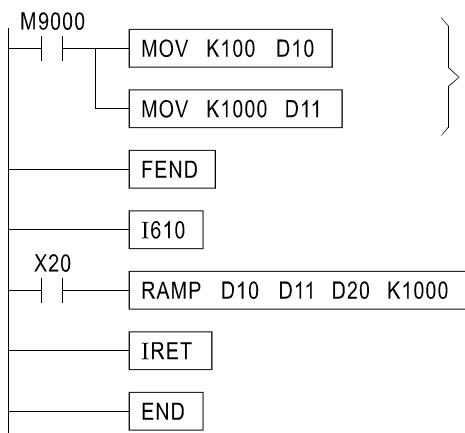 M9000
MOV K100 D10
MOV K1000 D11
FEND
I610
X20
RAMP D10 D11 D20 K1000
IRET
END